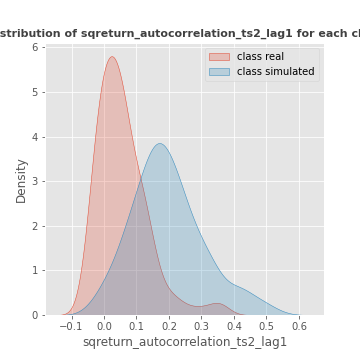 stribution of sqreturn_autocorrelation_ts2_lag1 for each cl
class real
class simulated
6
5
4
3
2
1
0
Density
−0.1 0.0 0.1 0.2 0.3 0.4 0.5 0.6
sqreturn_autocorrelation_ts2_lag1